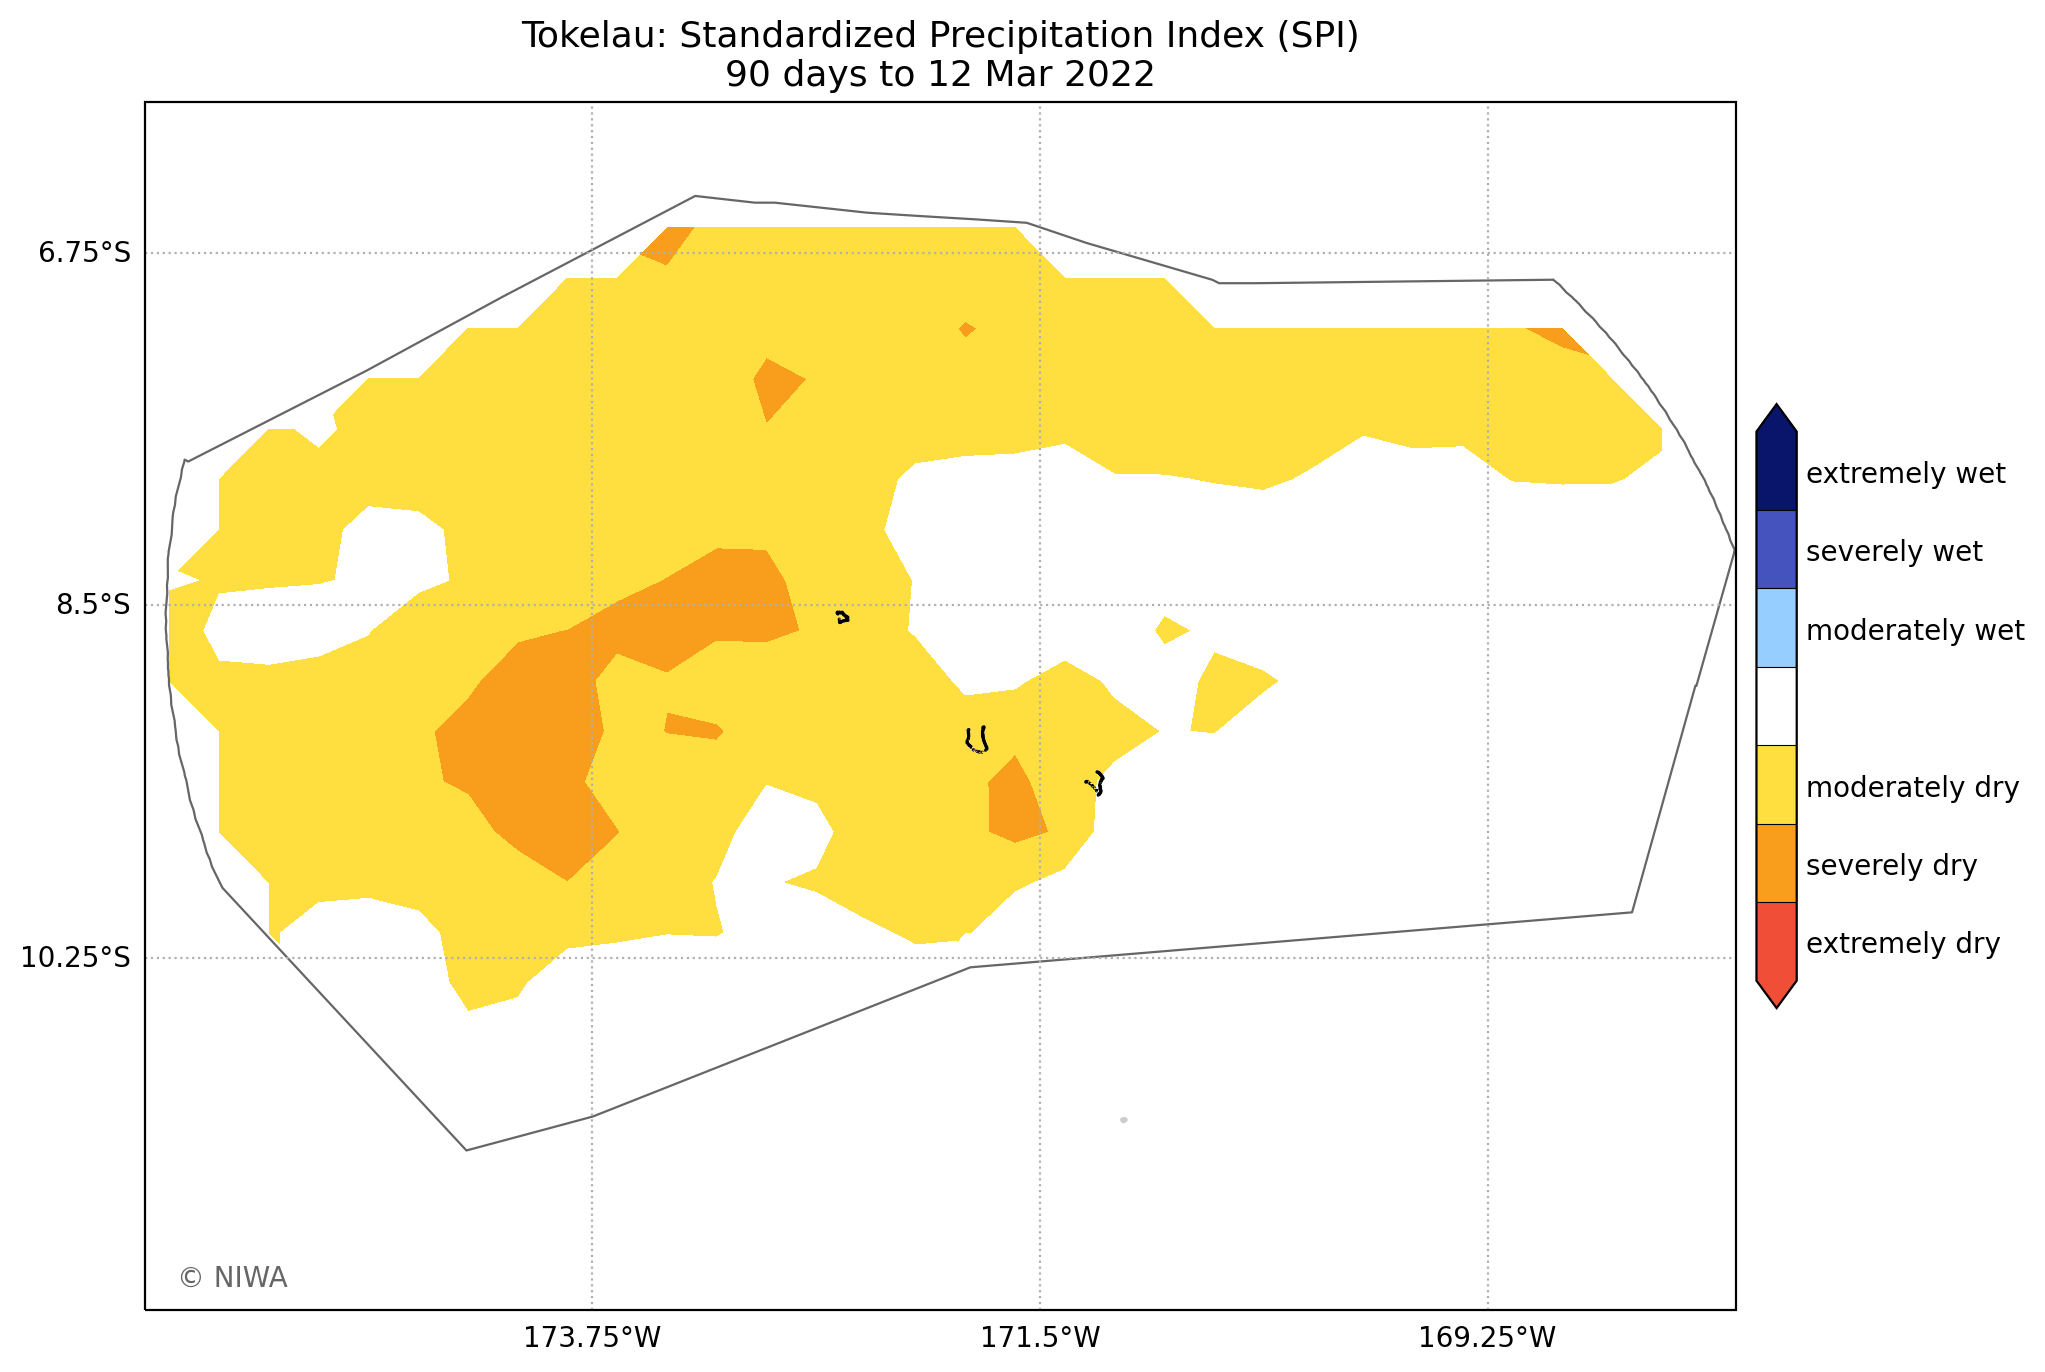 Tokelau: Standardized Precipitation Index (SPI)
90 days to 12 Mar 2022
6.75°S
8.5°S
10.25°S
173.75°W
171.5°W
169.25°W
extremely wet
severely wet
moderately wet
moderately dry
severely dry
extremely dry
© NIWA